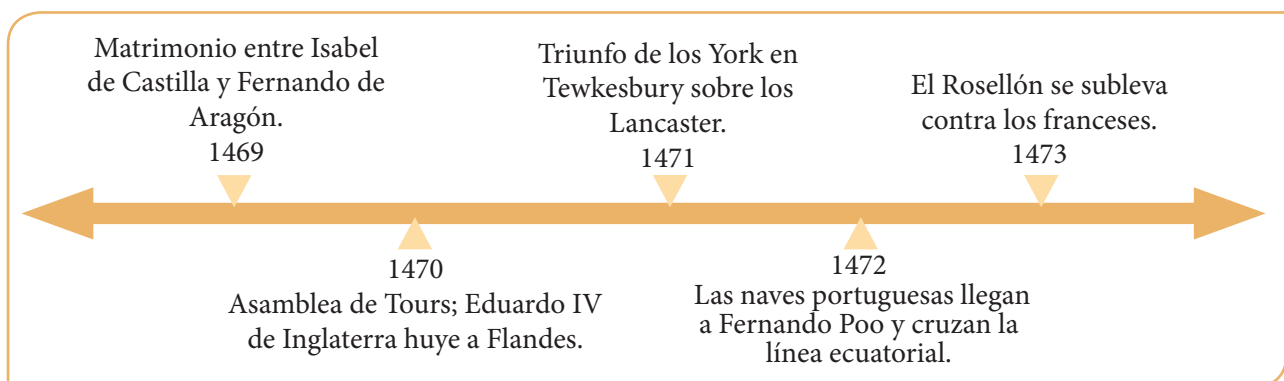 Matrimonio entre Isabel
de Castilla y Fernando de
Aragón.
1469
1470
Asamblea de Tours; Eduardo IV
de Inglaterra huye a Flandes.
Triunfo de los York en
Tewkesbury sobre los
Lancaster.
1471
1472
Las naves portuguesas llegan
a Fernando Poo y cruzan la
línea ecuatorial.
El Rosellón se subleva
contra los franceses.
1473